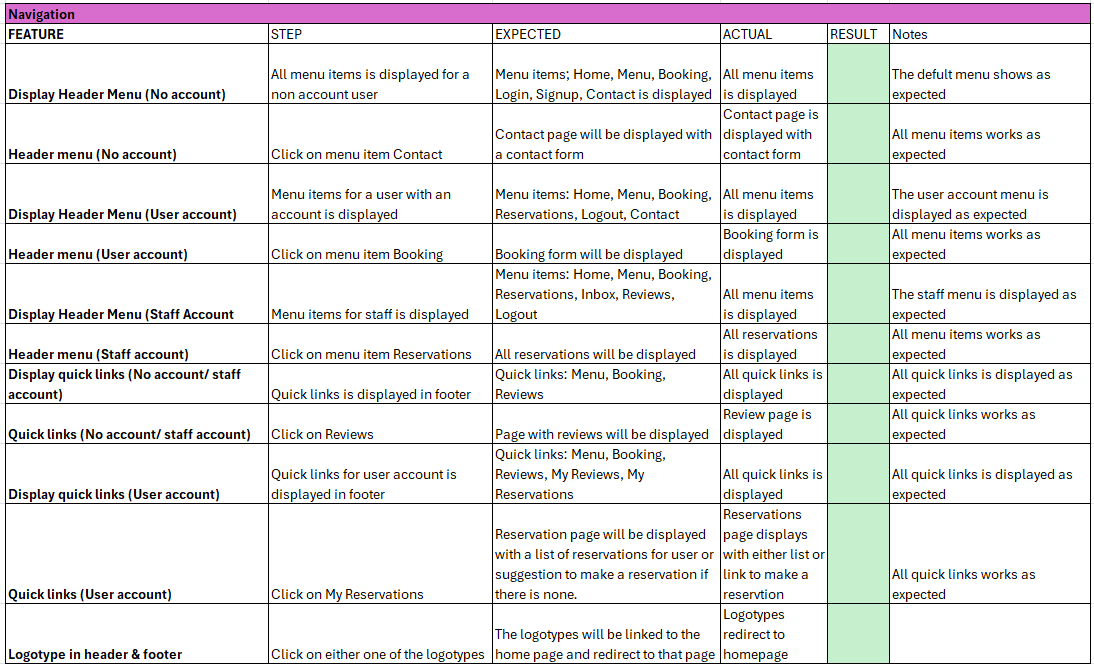 Navigation
FEATURE STEP EXPECTED ACTUAL RESULT Notes
Display Header Menu (No account)
All menu items is displayed for a
non account user
Menu items; Home, Menu, Booking,
Login, Signup, Contact is displayed
All menu items
is displayed
The defult menu shows as
expected
Header menu (No account)
Click on menu item Contact
Contact page will be displayed with
a contact form
Contact page is
displayed with
contact form
All menu items works as
expected
Display Header Menu (User account)
Menu items for a user with an
account is displayed
Menu items: Home, Menu, Booking,
Reservations, Logout, Contact
All menu items
is displayed
The user account menu is
displayed as expected
Header menu (User account)
Click on menu item Booking
Booking form will be displayed
Booking form is
displayed
All menu items works as
expected
Display Header Menu (Staff Account
Menu items for staff is displayed
Menu items: Home, Menu, Booking,
Reservations, Inbox, Reviews,
Logout
All menu items
is displayed
The staff menu is displayed as
expected
Header menu (Staff account)
Click on menu item Reservations
All reservations will be displayed
All reservations
is displayed
All menu items works as
expected
Display quick links (No account/ staff
account)
Quick links is displayed in footer
Quick links: Menu, Booking,
Reviews
All quick links is
displayed
All quick links is displayed as
expected
Quick links (No account/ staff account)
Click on Reviews
Page with reviews will be displayed
Review page is
displayed
All quick links works as
expected
Display quick links (User account)
Quick links for user account is
displayed in footer
Quick links: Menu, Booking,
Reviews, My Reviews, My
Reservations
All quick links is
displayed
All quick links is displayed as
expected
Quick links (User account)
Click on My Reservations
Reservation page will be displayed
with a list of reservations for user or
suggestion to make a reservation if
there is none.
Reservations
page displays
with either list or
link to make a
reservtion
All quick links works as
expected
Logotype in header & footer
Click on either one of the logotypes
The logotypes will be linked to the
home page and redirect to that page
Logotypes
redirect to
homepage